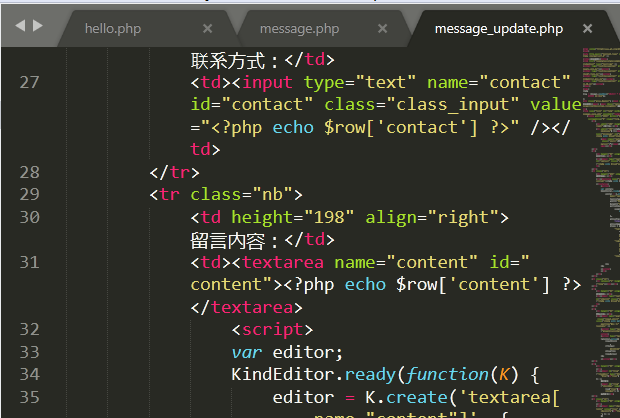 hello.php × message.php × message_update.php ×
联系方式：</td>
27 <td><input type="text" name="contact"
id="contact" class="class_input" value
="<?php echo $row['contact'] ?>" /></
td>
28 </tr>
29 <tr class="nb">
30 <td height="198" align="right">
留言内容：</td>
31 <td><textarea name="content" id="
content"><?php echo $row['content'] ?>
</textarea>
32 <script>
33 var editor;
34 KindEditor.ready(function(K) {
35 editor = K.create('textarea[
name="content"]', {